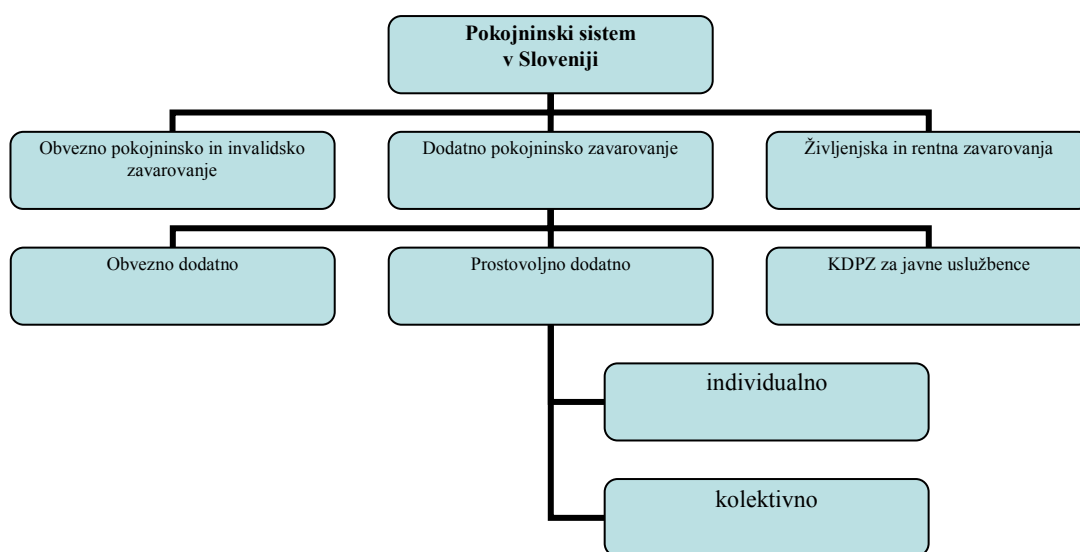 Pokojninski sistem
v Sloveniji
Obvezno pokojninsko in invalidsko
zavarovanje
Dodatno pokojninsko zavarovanje
Življenjska in rentna zavarovanja
Obvezno dodatno
Prostovoljno dodatno
KDPZ za javne uslužbence
individualno
kolektivno